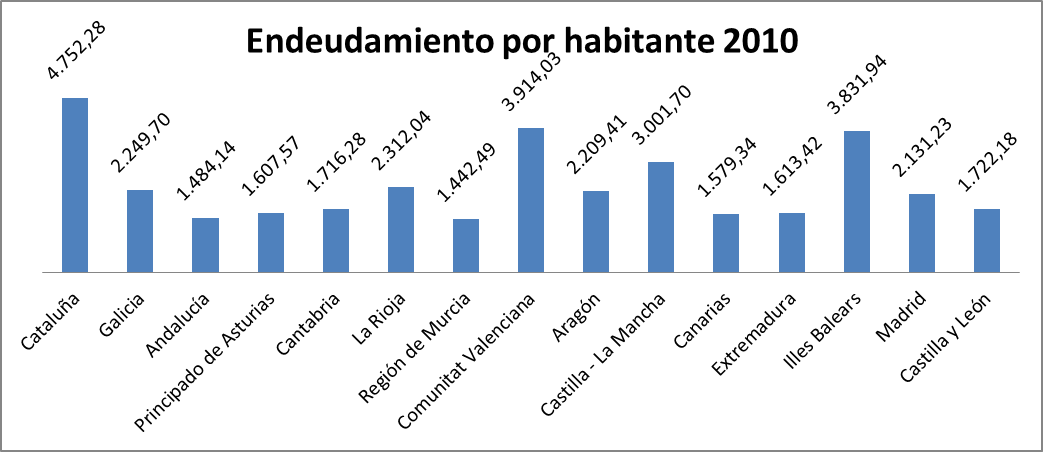 Endeudamiento por habitante 2010
4.752,28
2.249,70
1.484,14
1.607,57
1.716,28
2.312,04
1.442,49
3.914,03
2.209,41
3.001,70
1.579,34
1.613,42
3.831,94
2.131,23
1.722,18
Cataluña
Galicia
Andalucía
Principado de Asturias
Cantabria
La Rioja
Región de Murcia
Comunitat Valenciana
Aragón
Castilla - La Mancha
Canarias
Extremadura
Illes Balears
Madrid
Castilla y León